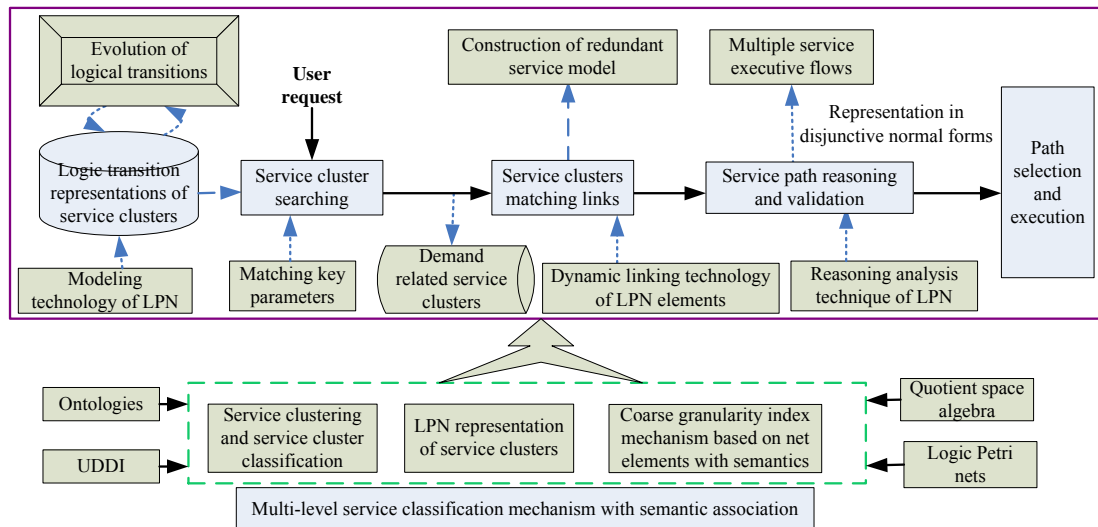 Evolution of
logical transitions
User
request
Construction of redundant
service model
Multiple service
executive flows
Representation in
disjunctive normal forms
Logic transition
representations of
service clusters
Service cluster
searching
Service clusters
matching links
Service path reasoning
and validation
Path
selection
and
execution
Modeling
technology of LPN
Matching key
parameters
Demand
related service
clusters
Dynamic linking technology
of LPN elements
Reasoning analysis
technique of LPN
Ontologies
UDDI
Service clustering
and service cluster
classification
LPN representation
of service clusters
Coarse granularity index
mechanism based on net
elements with semantics
Quotient space
algebra
Logic Petri
nets
Multi-level service classification mechanism with semantic association